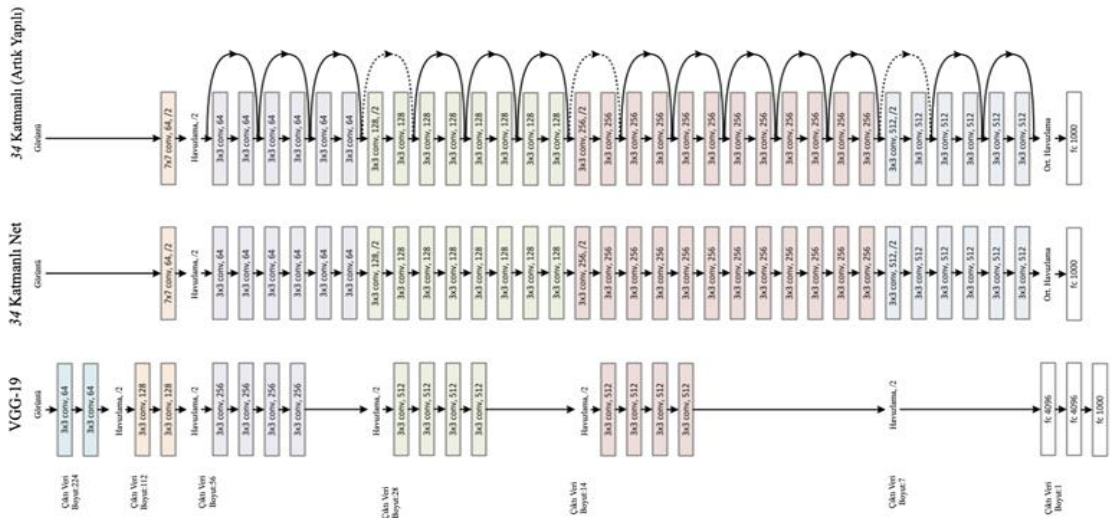 34 Katmanlı (Artık Yapılı)
Görüntü
7x7 conv, 64, /2
Havuzlama, /2
3x3 conv, 64
3x3 conv, 64
3x3 conv, 64
3x3 conv, 64
3x3 conv, 64
3x3 conv, 64
3x3 conv, 128, /2
3x3 conv, 128
3x3 conv, 128
3x3 conv, 128
3x3 conv, 128
3x3 conv, 128
3x3 conv, 128
3x3 conv, 128
3x3 conv, 256, /2
3x3 conv, 256
3x3 conv, 256
3x3 conv, 256
3x3 conv, 256
3x3 conv, 256
3x3 conv, 256
3x3 conv, 256
3x3 conv, 256
3x3 conv, 256
3x3 conv, 256
3x3 conv, 256
3x3 conv, 512, /2
3x3 conv, 512
3x3 conv, 512
3x3 conv, 512
3x3 conv, 512
3x3 conv, 512
Ort. Havuzlama
fc 1000
34 Katmanlı Net
Görüntü
7x7 conv, 64, /2
Havuzlama, /2
3x3 conv, 64
3x3 conv, 64
3x3 conv, 64
3x3 conv, 64
3x3 conv, 64
3x3 conv, 64
3x3 conv, 128, /2
3x3 conv, 128
3x3 conv, 128
3x3 conv, 128
3x3 conv, 128
3x3 conv, 128
3x3 conv, 128
3x3 conv, 128
3x3 conv, 256, /2
3x3 conv, 256
3x3 conv, 256
3x3 conv, 256
3x3 conv, 256
3x3 conv, 256
3x3 conv, 256
3x3 conv, 256
3x3 conv, 256
3x3 conv, 256
3x3 conv, 256
3x3 conv, 256
3x3 conv, 512, /2
3x3 conv, 512
3x3 conv, 512
3x3 conv, 512
3x3 conv, 512
3x3 conv, 512
Ort. Havuzlama
fc 1000
VGG-19
Görüntü
3x3 conv, 64
3x3 conv, 64
Havuzlama, /2
3x3 conv, 128
3x3 conv, 128
Havuzlama, /2
3x3 conv, 256
3x3 conv, 256
3x3 conv, 256
3x3 conv, 256
Havuzlama, /2
3x3 conv, 512
3x3 conv, 512
3x3 conv, 512
3x3 conv, 512
Havuzlama, /2
3x3 conv, 512
3x3 conv, 512
3x3 conv, 512
3x3 conv, 512
Havuzlama, /2
fc 4096
fc 4096
fc 1000
Çıktı Veri
Boyut:224
Çıktı Veri
Boyut:112
Çıktı Veri
Boyut:56
Çıktı Veri
Boyut:28
Çıktı Veri
Boyut:14
Çıktı Veri
Boyut:7
Çıktı Veri
Boyut:1